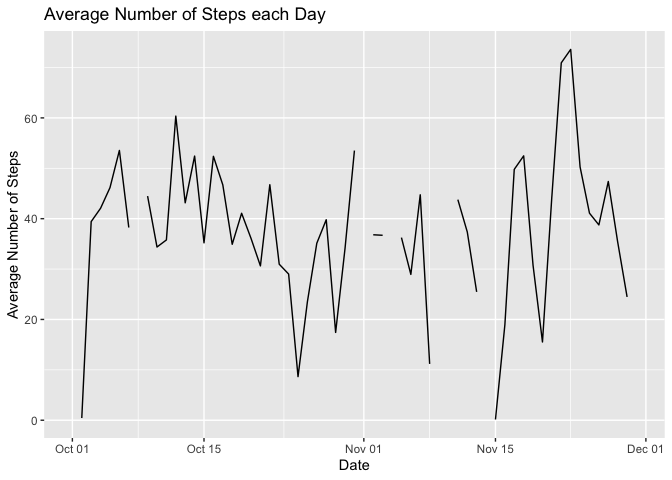 Average Number of Steps each Day
Average Number of Steps
60
40
20
0
Oct 01 Oct 15 Nov 01 Nov 15 Dec 01
Date